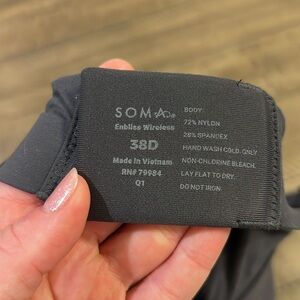 SOMA®
Enbliss Wireless
38D
Made in Vietnam
RN# 79984
Q1
BODY:
72% NYLON
28% SPANDEX
HAND WASH COLD. ONLY
NON-CHLORINE BLEACH.
LAY FLAT TO DRY.
DO NOT IRON.